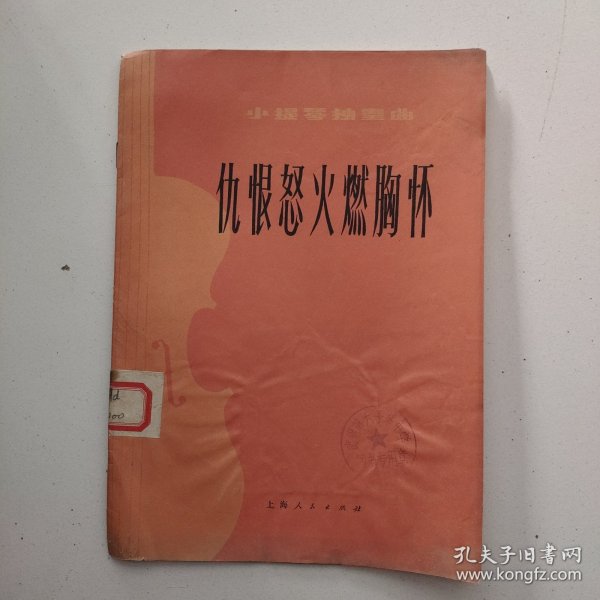 小提琴独奏曲
仇恨怒火燃胸怀
d
00
上海人民出版社
孔夫子旧书网
www.kongfz.com